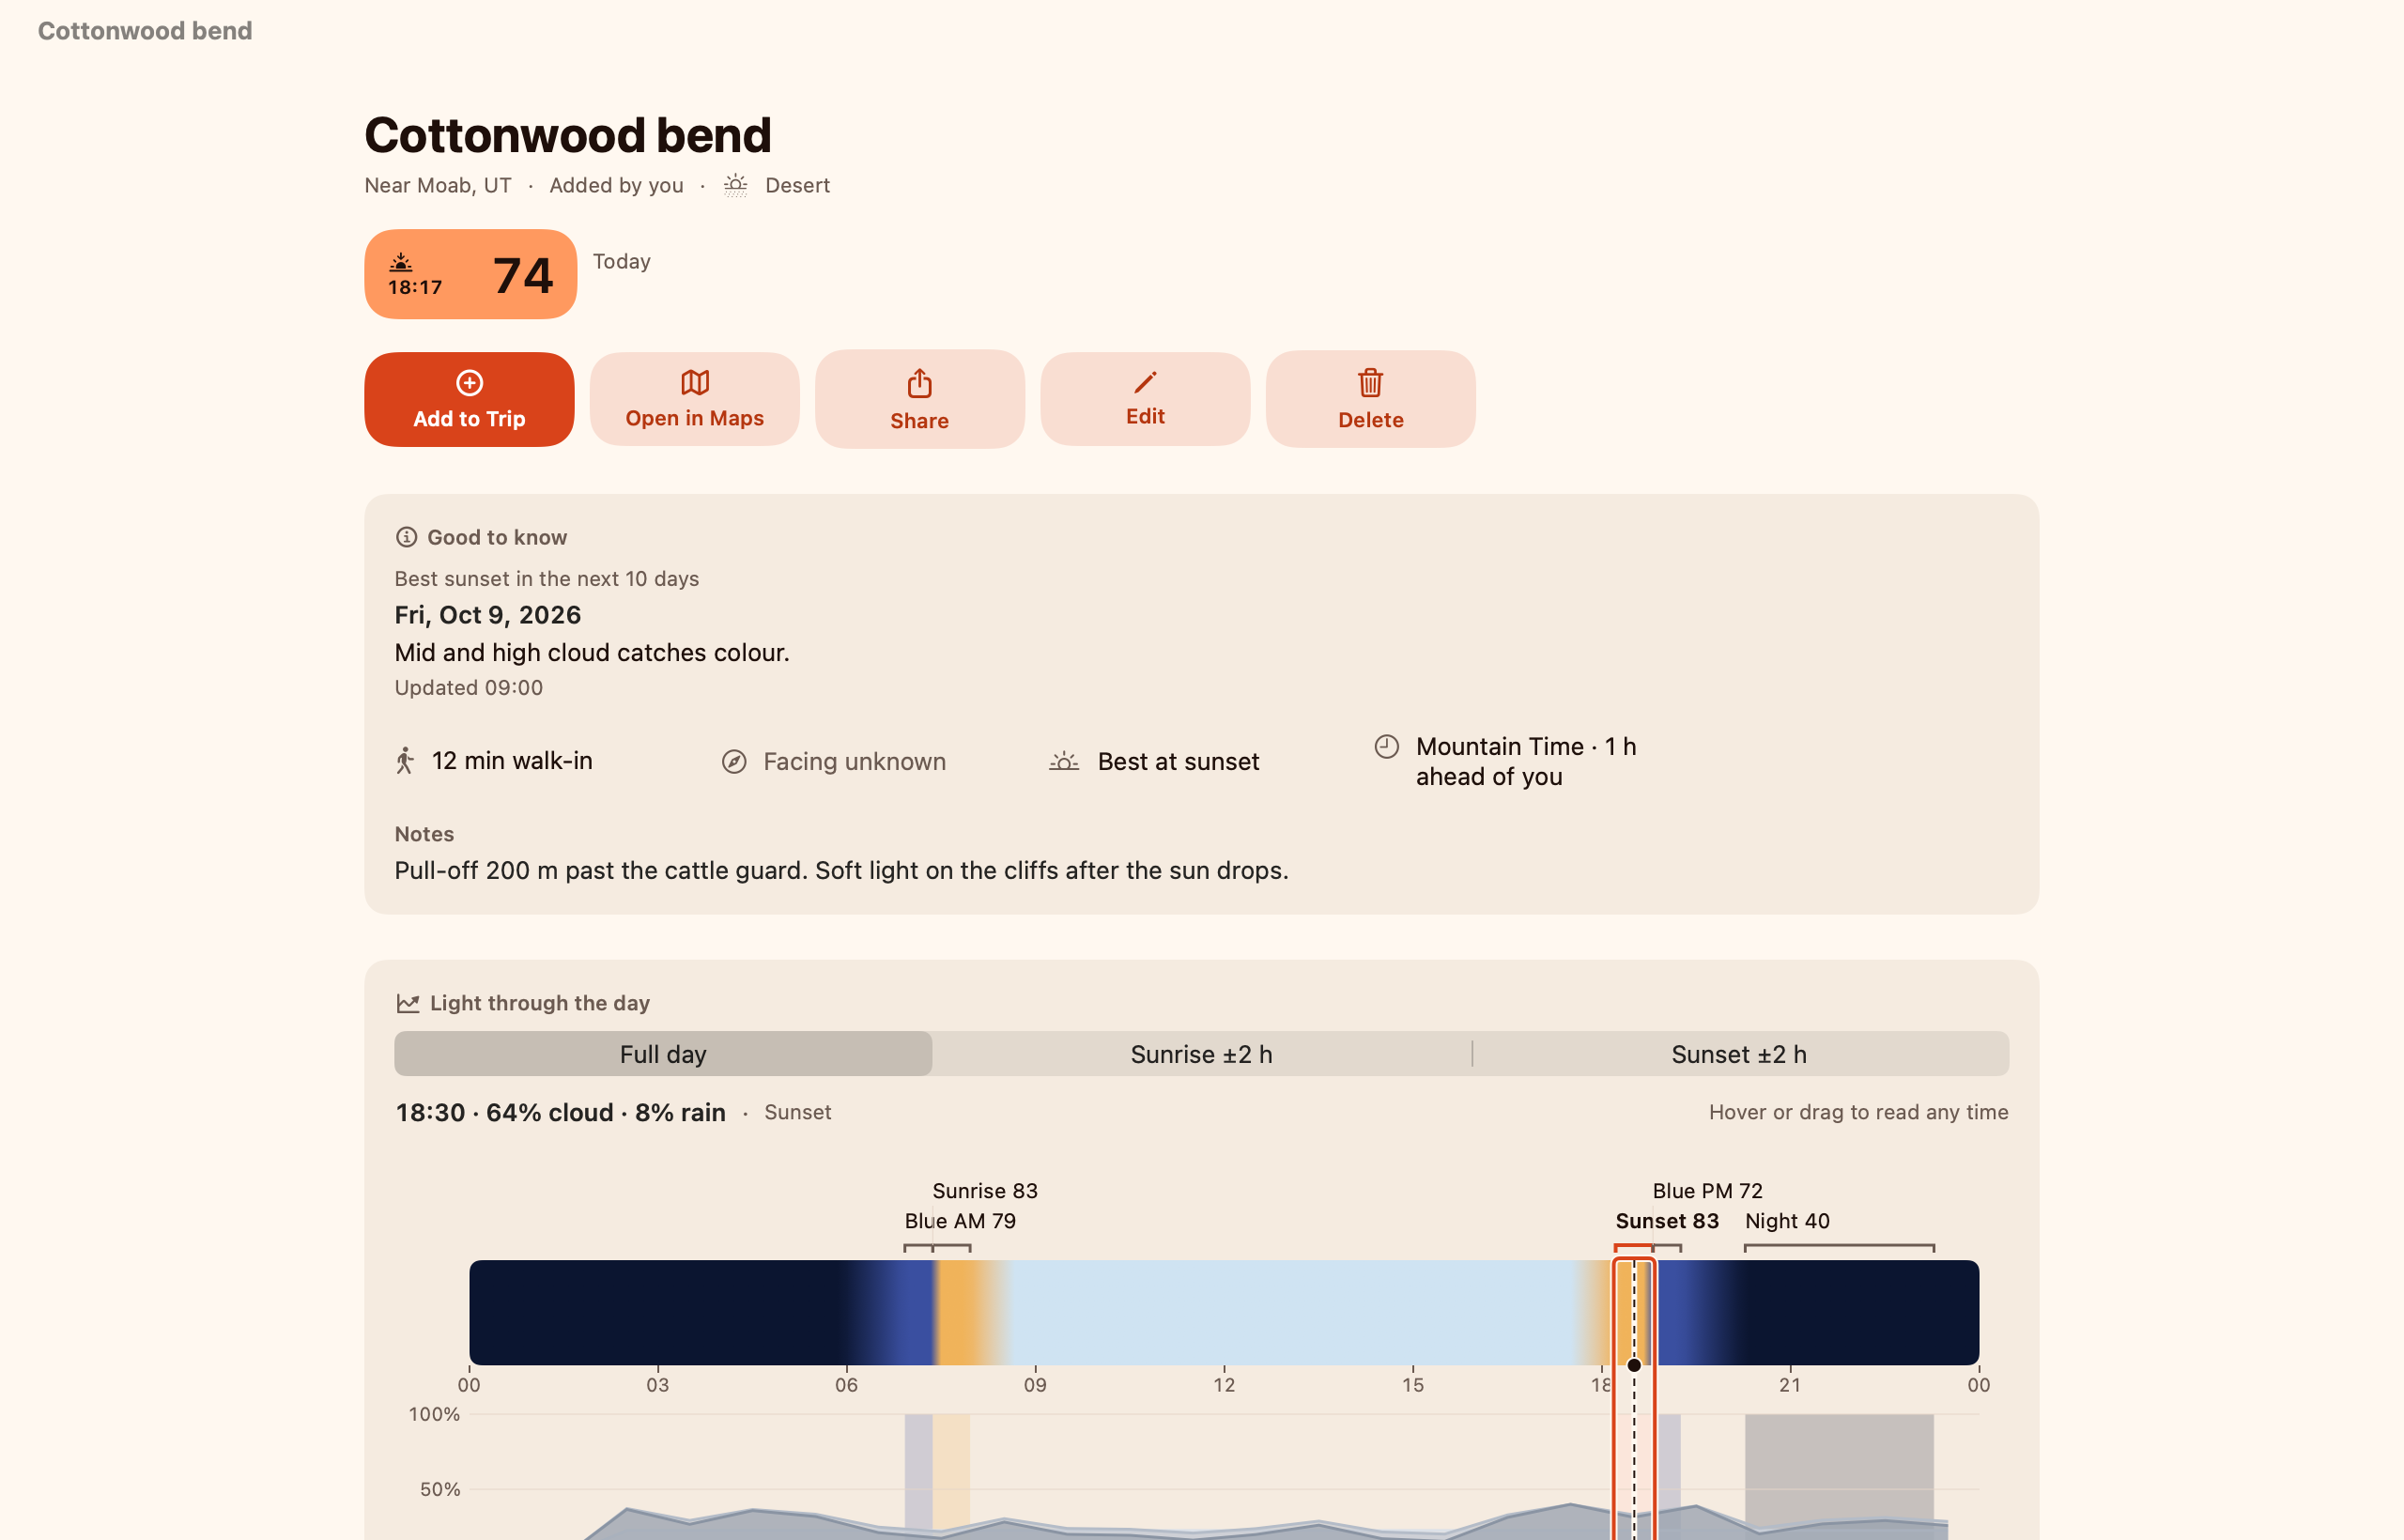 Cottonwood bend
Cottonwood bend
Near Moab, UT · Added by you · Desert
18:17 74 Today
Add to Trip
Open in Maps
Share
Edit
Delete
Good to know
Best sunset in the next 10 days
Fri, Oct 9, 2026
Mid and high cloud catches colour.
Updated 09:00
12 min walk-in
Facing unknown
Best at sunset
Mountain Time · 1 h
ahead of you
Notes
Pull-off 200 m past the cattle guard. Soft light on the cliffs after the sun drops.
Light through the day
Full day
Sunrise ±2 h
Sunset ±2 h
18:30 · 64% cloud · 8% rain · Sunset
Hover or drag to read any time
Sunrise 83
Blue AM 79
Blue PM 72
Sunset 83
Night 40
00 03 06 09 12 15 18 21 00
100%
50%